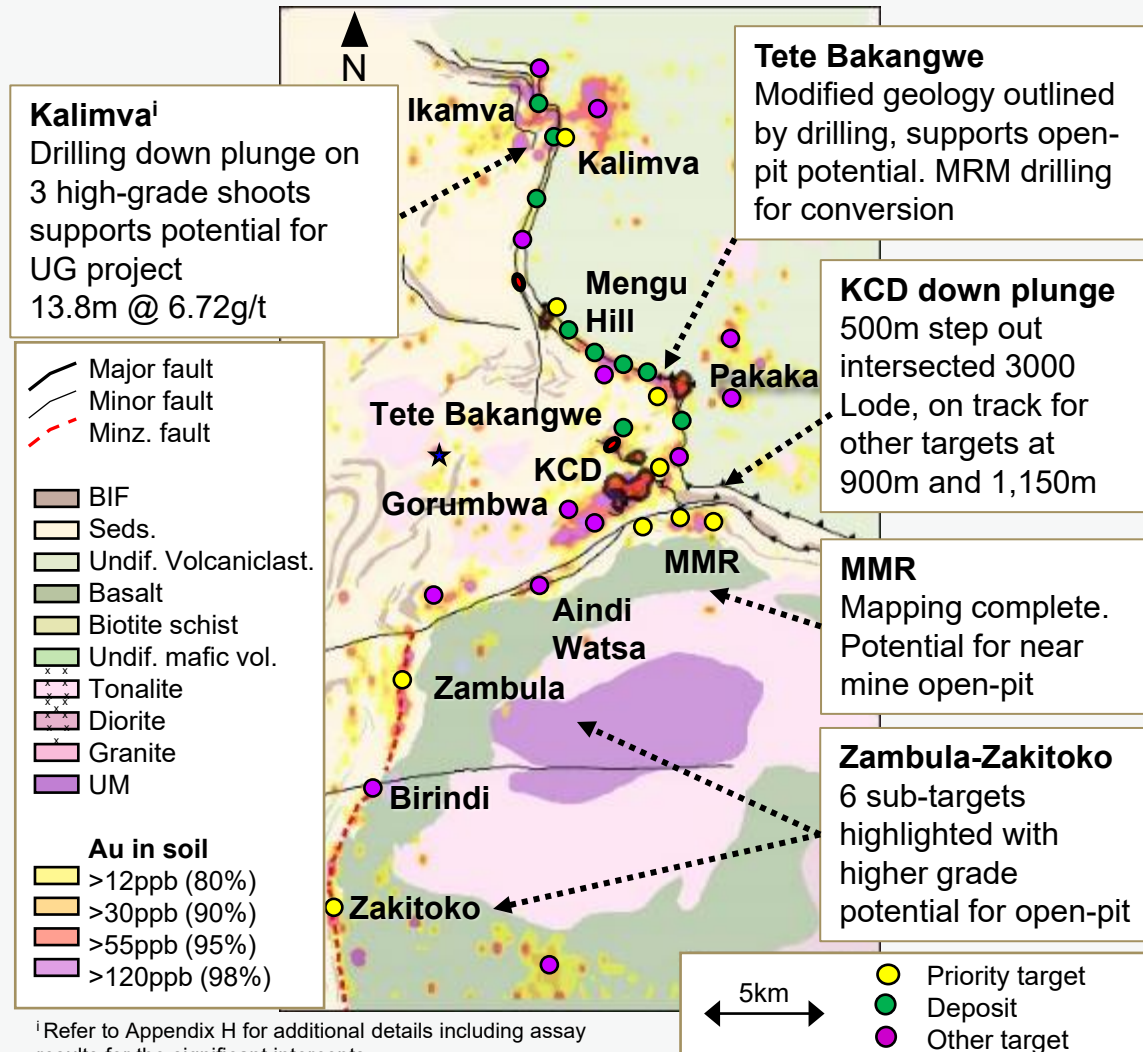 N
Kalimvaⁱ
Drilling down plunge on
3 high-grade shoots
supports potential for
UG project
13.8m @ 6.72g/t
Tete Bakangwe
Modified geology outlined
by drilling, supports open-
pit potential. MRM drilling
for conversion
KCD down plunge
500m step out
intersected 3000
Lode, on track for
other targets at
900m and 1,150m
MMR
Mapping complete.
Potential for near
mine open-pit
Zambula-Zakitoko
6 sub-targets
highlighted with
higher grade
potential for open-pit
Ikamva
Kalimva
Mengu
Hill
Pakaka
Tete Bakangwe
KCD
Gorumbwa
MMR
Aindi
Watsa
Zambula
Birindi
Zakitoko
Major fault
Minor fault
Minz. fault
BIF
Seds.
Undif. Volcaniclast.
Basalt
Biotite schist
Undif. mafic vol.
Tonalite
Diorite
Granite
UM
Au in soil
>12ppb (80%)
>30ppb (90%)
>55ppb (95%)
>120ppb (98%)
5km
Priority target
Deposit
Other target
ⁱ Refer to Appendix H for additional details including assay